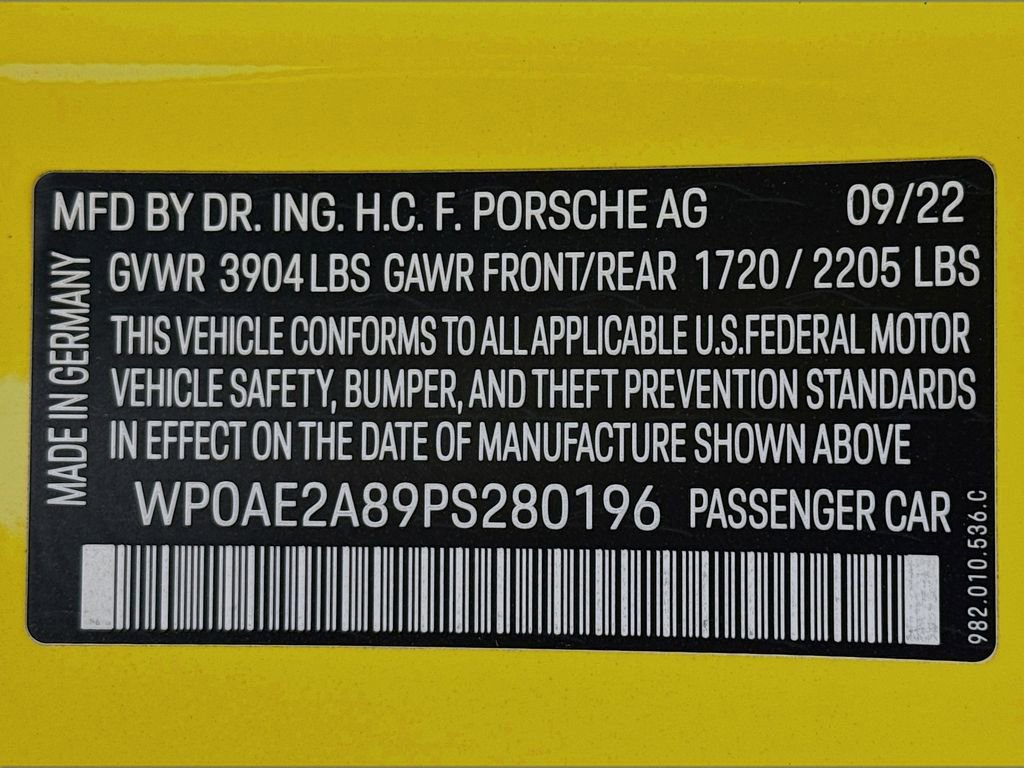 MFD BY DR. ING. H.C. F. PORSCHE AG 09/22
GVWR 3904 LBS GAWR FRONT/REAR 1720 / 2205 LBS
THIS VEHICLE CONFORMS TO ALL APPLICABLE U.S.FEDERAL MOTOR
VEHICLE SAFETY, BUMPER, AND THEFT PREVENTION STANDARDS
IN EFFECT ON THE DATE OF MANUFACTURE SHOWN ABOVE
WP0AE2A89PS280196 PASSENGER CAR
MADE IN GERMANY
982.010.536.C